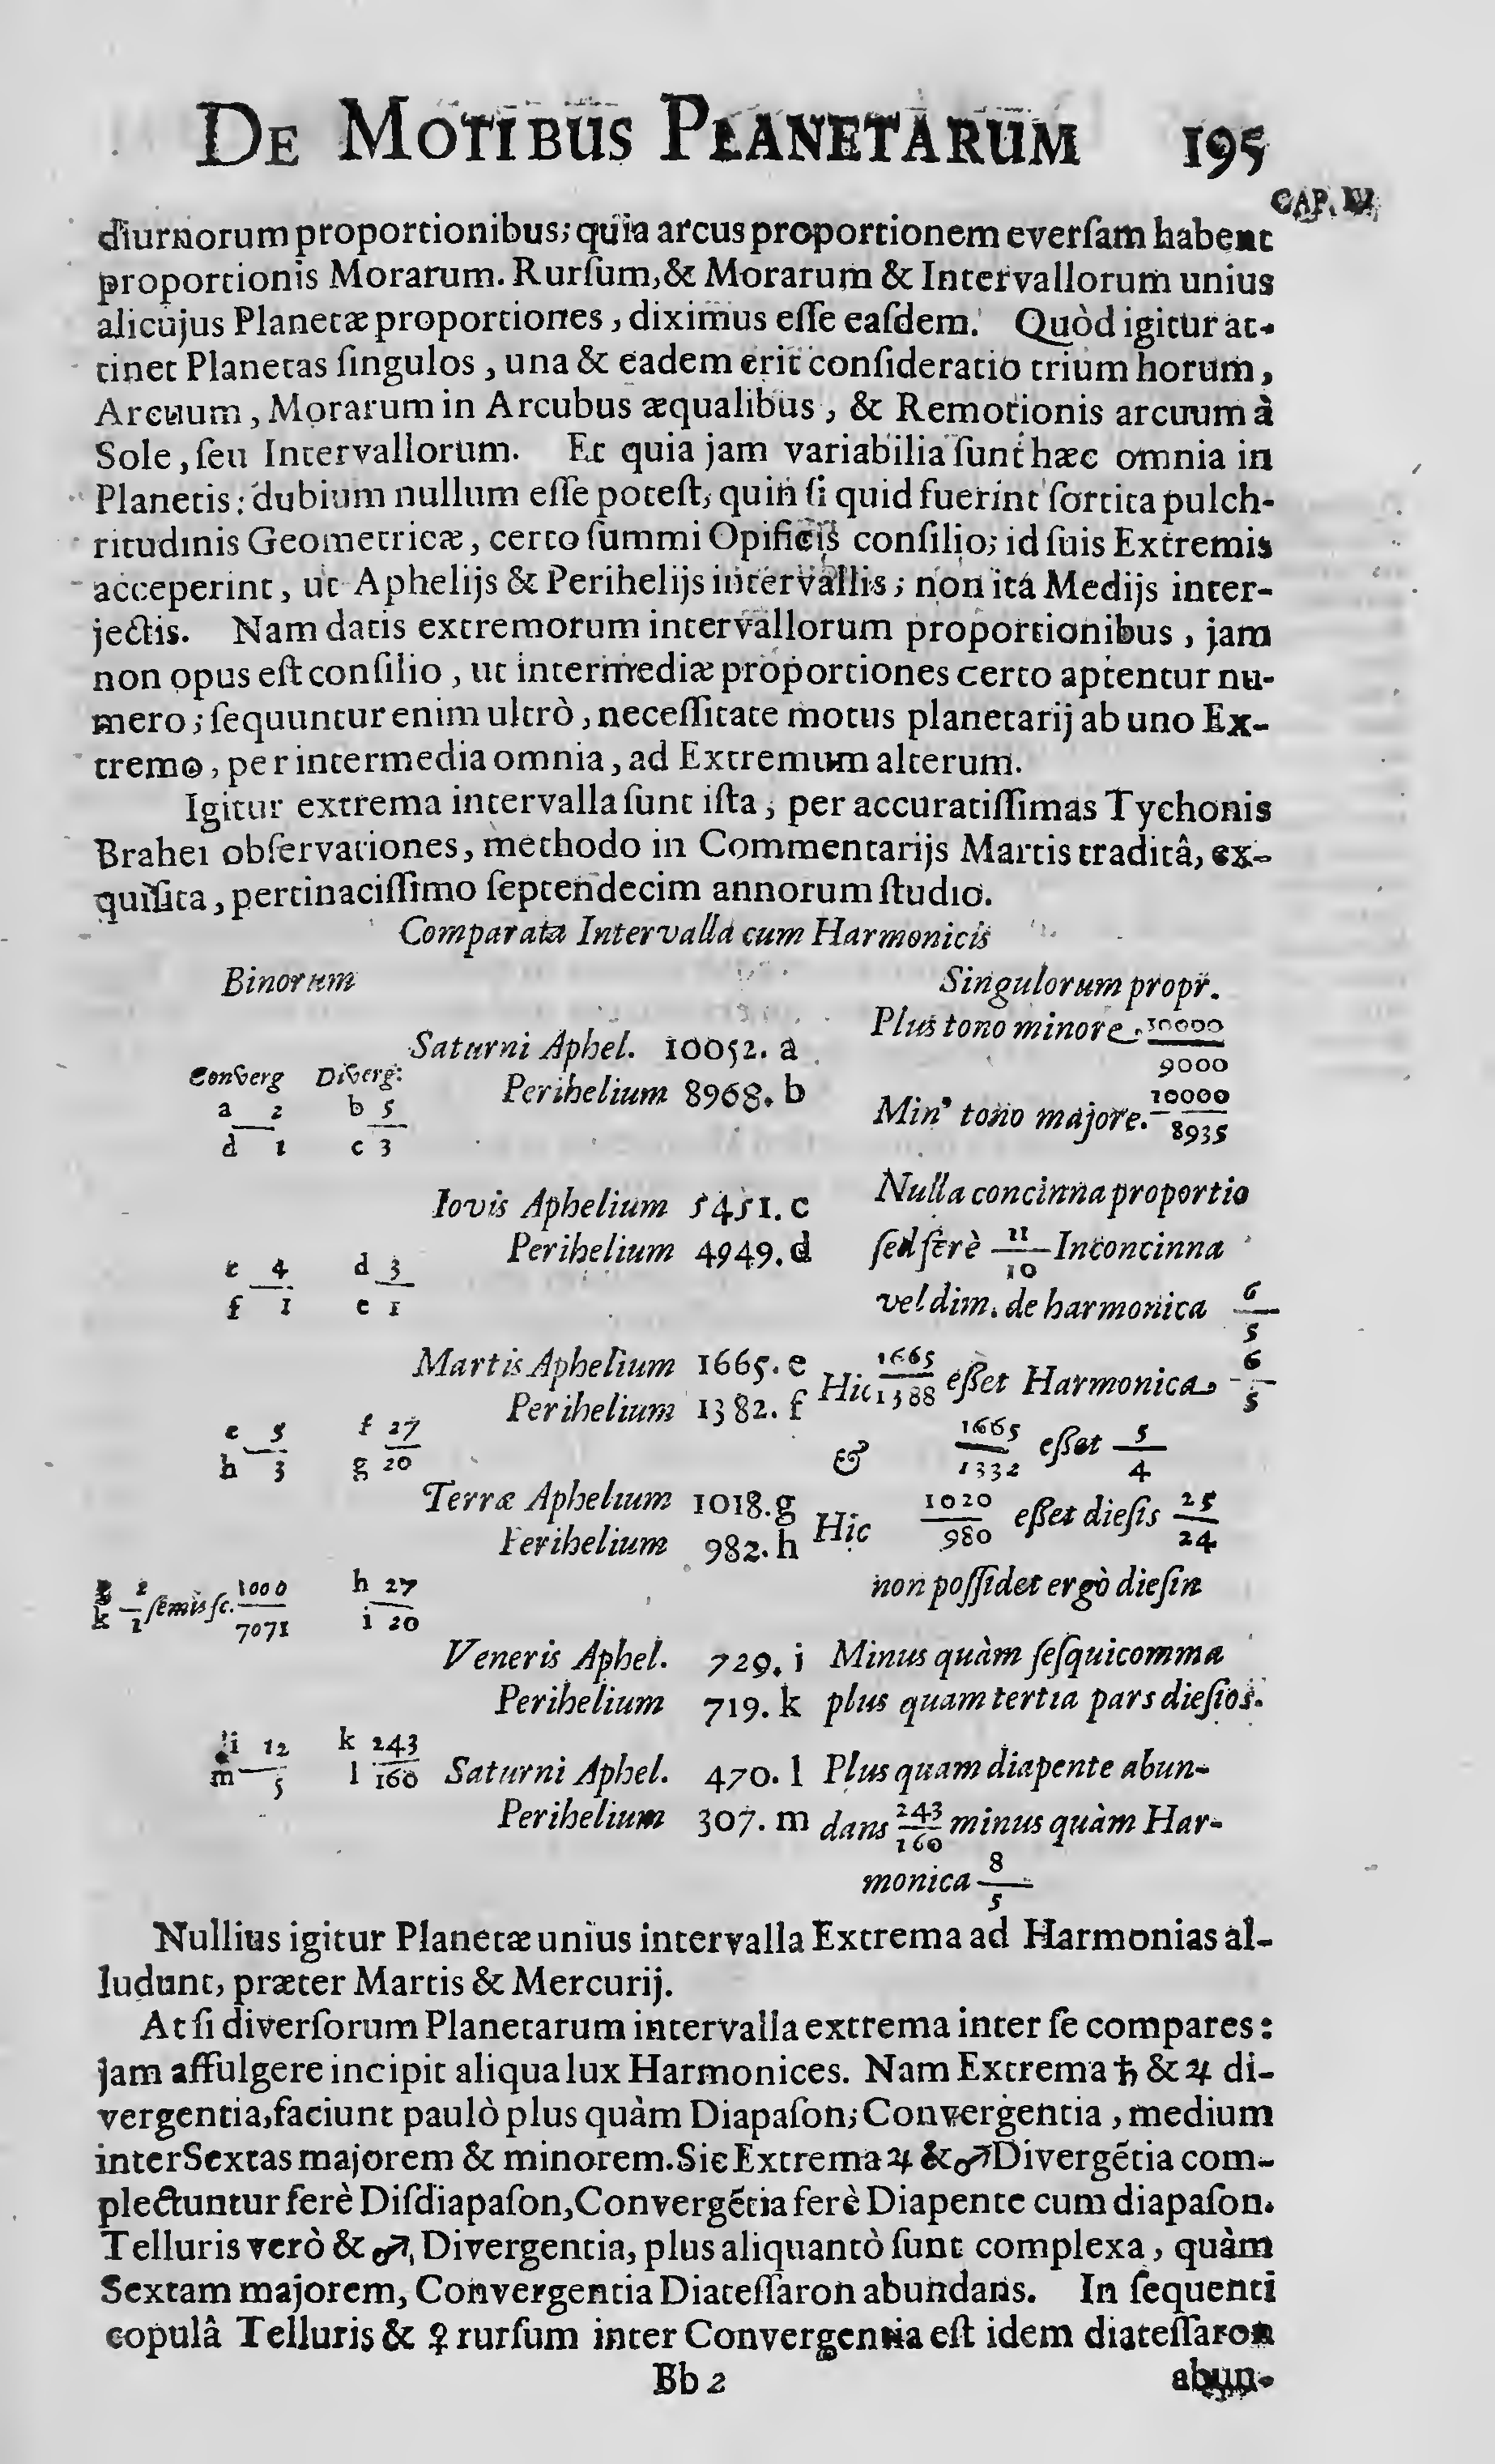 DE MOTIBUS PLANETARUM 195
CAP. IV.
diurnorum proportionibus; quia arcus proportionem everſam habent
proportionis Morarum. Rurſum, & Morarum & Intervallorum unius
alicujus Planetæ proportiones, diximus eſſe eaſdem. Quòd igitur at-
tinet Planetas ſingulos, una & eadem erit conſideratio trium horum,
Arcuum, Morarum in Arcubus æqualibus, & Remotionis arcuum à
Sole, ſeu Intervallorum. Et quia jam variabilia ſunt hæc omnia in
Planetis: dubium nullum eſſe poteſt, quin ſi quid fuerint ſortita pulch-
ritudinis Geometricæ, certo ſummi Opificis conſilio; id ſuis Extremis
acceperint, ut Aphelijs & Perihelijs intervallis; non itá Medijs inter-
jectis. Nam datis extremorum intervallorum proportionibus, jam
non opus eſt conſilio, ut intermediæ proportiones certo aptentur nu-
mero; ſequuntur enim ultrò, neceſſitate motus planetarij ab uno Ex-
tremo, per intermedia omnia, ad Extremum alterum.
Igitur extrema intervalla ſunt iſta, per accuratiſſimas Tychonis
Brahei obſervationes, methodo in Commentarijs Martis traditâ, ex-
quiſita, pertinaciſſimo ſeptendecim annorum ſtudio.
Comparata Intervalla cum Harmonicis
Binorum Singulorum propr.
Saturni Aphel. 10052. a Plus tono minore. 10000
9000
Converg Diverg: Perihelium 8968. b Min⁹ tono majore. 10000
8935
a 2 b 5
d 1 c 3
Iovis Aphelium 5451. c Nulla concinna proportio
Perihelium 4949. d ſed ferè 11 Inconcinna
10
e 4 d 3
f 1 e 1 vel dim. de harmonica 6
5
Martis Aphelium 1665. e Hic 1665 eſſet Harmonica 6
1388 5
Perihelium 1382. f
e 5 f 27
h 3 g 20 & 1665 eſſet 5
1332 4
Terræ Aphelium 1018. g Hic 1020 eſſet dieſis 25
980 24
Perihelium 982. h
k 2 ſemis ſc. 1000 h 27 non poſſidet ergò dieſin
7071 i 20
Veneris Aphel. 729. i Minus quàm ſeſquicomma
Perihelium 719. k plus quam tertia pars dieſios.
i 12 k 243
m 5 l 160 Saturni Aphel. 470. l Plus quam diapente abun-
Perihelium 307. m dans 243 minus quàm Har-
160
monica 8
5
Nullius igitur Planetæ unius intervalla Extrema ad Harmonias al-
ludunt, præter Martis & Mercurij.
At ſi diverſorum Planetarum intervalla extrema inter ſe compares:
jam affulgere incipit aliqua lux Harmonices. Nam Extrema ♄ & ♃ di-
vergentia, faciunt paulò plus quàm Diapaſon; Convergentia, medium
inter Sextas majorem & minorem. Sic Extrema ♃ & ♂ Divergẽtia com-
plectuntur ferè Diſdiapaſon, Convergẽtia ferè Diapente cum diapaſon.
Telluris verò & ♂, Divergentia, plus aliquantò ſunt complexa, quàm
Sextam majorem, Convergentia Diateſſaron abundans. In ſequenti
copulâ Telluris & ♀ rurſum inter Convergentia eſt idem diateſſaron
Bb 2 abun-